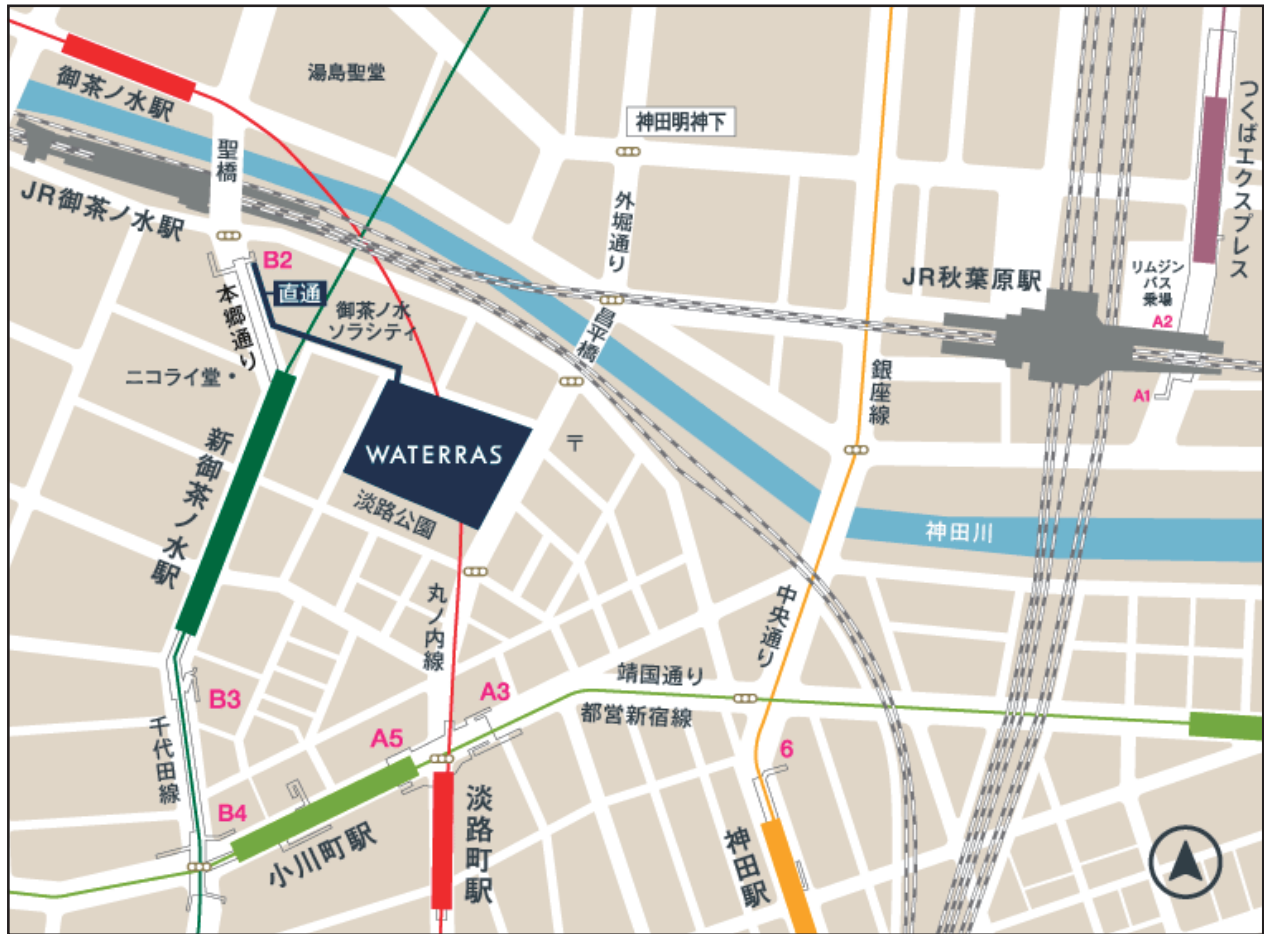 御茶ノ水駅
湯島聖堂
神田明神下
つくばエクスプレス
聖橋
JR御茶ノ水駅
外堀通り
B2
直通
御茶ノ水
ソラシティ
本郷通り
ニコライ堂・
昌平橋
JR秋葉原駅
リムジン
バス
乗場
A2
A1
銀座線
WATERRAS
〒
淡路公園
新御茶ノ水駅
神田川
丸ノ内線
中央通り
靖国通り
都営新宿線
B3
A3
A5
千代田線
6
B4
小川町駅
淡路町駅
神田駅